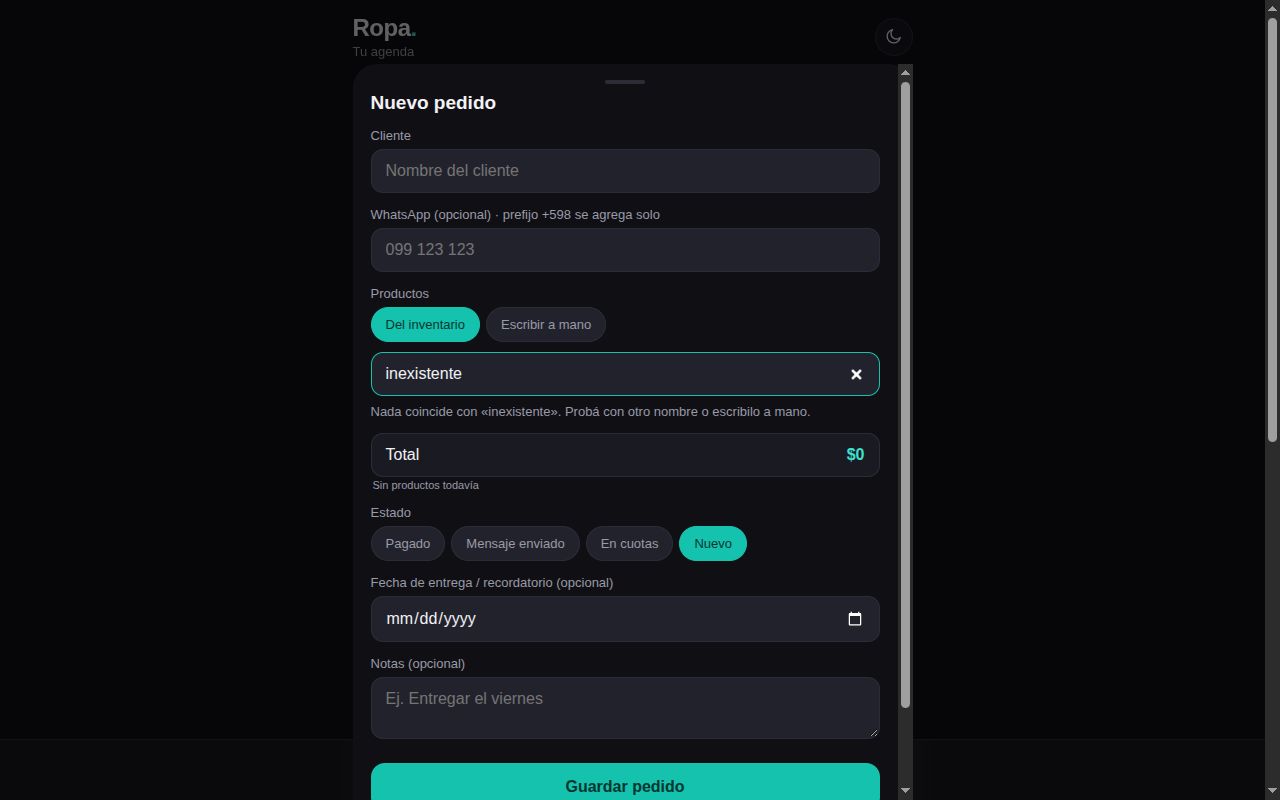 Ropa.
Tu agenda
Nuevo pedido
Cliente
Nombre del cliente
WhatsApp (opcional) · prefijo +598 se agrega solo
099 123 123
Productos
Del inventario Escribir a mano
inexistente
Nada coincide con «inexistente». Probá con otro nombre o escribilo a mano.
Total $0
Sin productos todavía
Estado
Pagado Mensaje enviado En cuotas Nuevo
Fecha de entrega / recordatorio (opcional)
mm/dd/yyyy
Notas (opcional)
Ej. Entregar el viernes
Guardar pedido